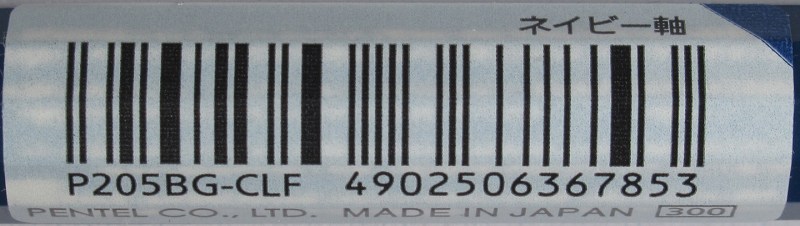 ネイビー軸
P205BG-CLF 4902506367853
PENTEL CO., LTD. MADE IN JAPAN 300